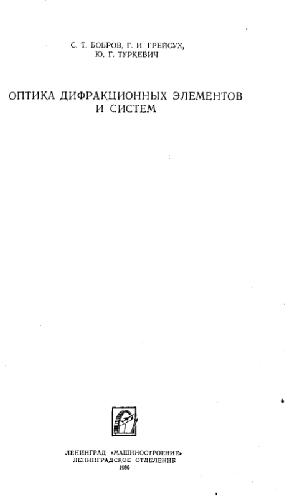 С. Т. БОБРОВ, Г. И ГРЕЙСУХ,
Ю. Г. ТУРКЕВИЧ
ОПТИКА ДИФРАКЦИОННЫХ ЭЛЕМЕНТОВ
И СИСТЕМ
ЛЕНИНГРАД «МАШИНОСТРОЕНИЕ»
ЛЕНИНГРАДСКОЕ ОТДЕЛЕНИЕ
1986